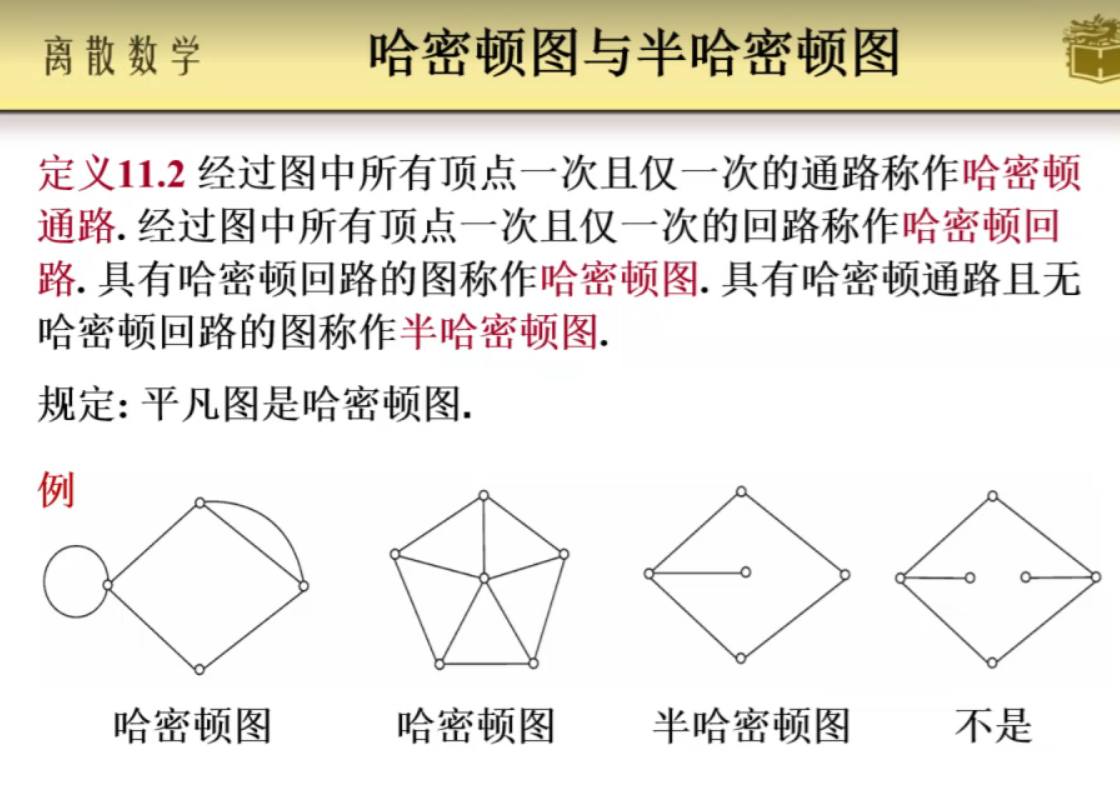 离散数学
哈密顿图与半哈密顿图
定义11.2 经过图中所有顶点一次且仅一次的通路称作哈密顿
通路. 经过图中所有顶点一次且仅一次的回路称作哈密顿回
路. 具有哈密顿回路的图称作哈密顿图. 具有哈密顿通路且无
哈密顿回路的图称作半哈密顿图.
规定: 平凡图是哈密顿图.
例
哈密顿图
哈密顿图
半哈密顿图
不是